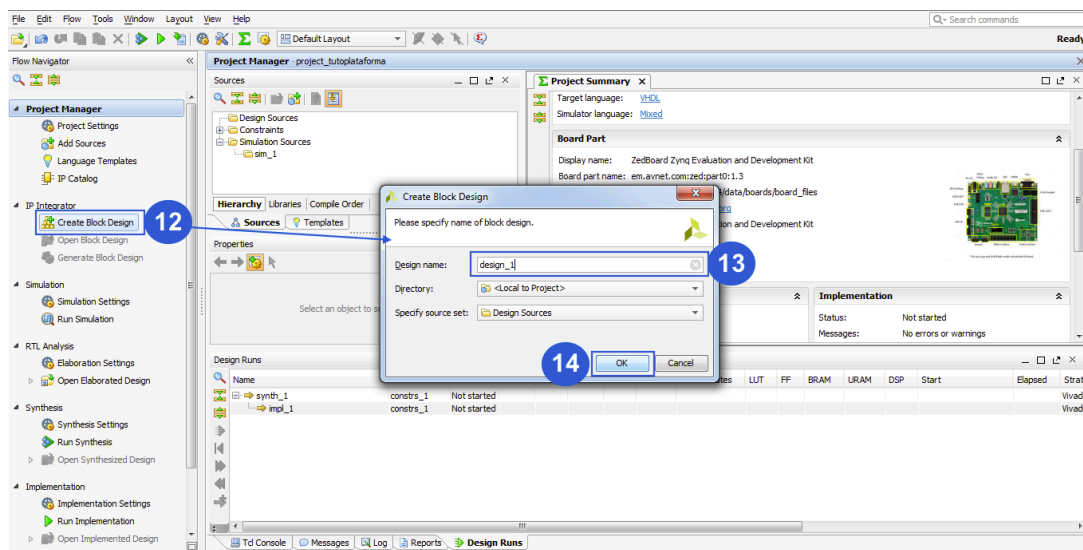 File Edit Flow Tools Window Layout View Help
Search commands
Default Layout
Ready
Flow Navigator
Project Manager
Project Settings
Add Sources
Language Templates
IP Catalog
IP Integrator
Create Block Design
12
Open Block Design
Generate Block Design
Simulation
Simulation Settings
Run Simulation
RTL Analysis
Elaboration Settings
Open Elaborated Design
Synthesis
Synthesis Settings
Run Synthesis
Open Synthesized Design
Implementation
Implementation Settings
Run Implementation
Open Implemented Design
Project Manager - project_tutoplataforma
Sources
Design Sources
Constraints
Simulation Sources
sim_1
Hierarchy Libraries Compile Order
Sources Templates
Properties
Select an object to
Project Summary
Target language: VHDL
Simulator language: Mixed
Board Part
Display name: ZedBoard Zynq Evaluation and Development Kit
Board part name: em.avnet.com:zed:part0:1.3
/data/boards/board_files
and Development Kit
Implementation
Status: Not started
Messages: No errors or warnings
Create Block Design
Please specify name of block design.
Design name: design_1
13
Directory: <Local to Project>
Specify source set: Design Sources
14
OK Cancel
Design Runs
Name LUT FF BRAM URAM DSP Start Elapsed Strat
synth_1 constrs_1 Not started Vivad
impl_1 constrs_1 Not started Vivad
Tcl Console Messages Log Reports Design Runs